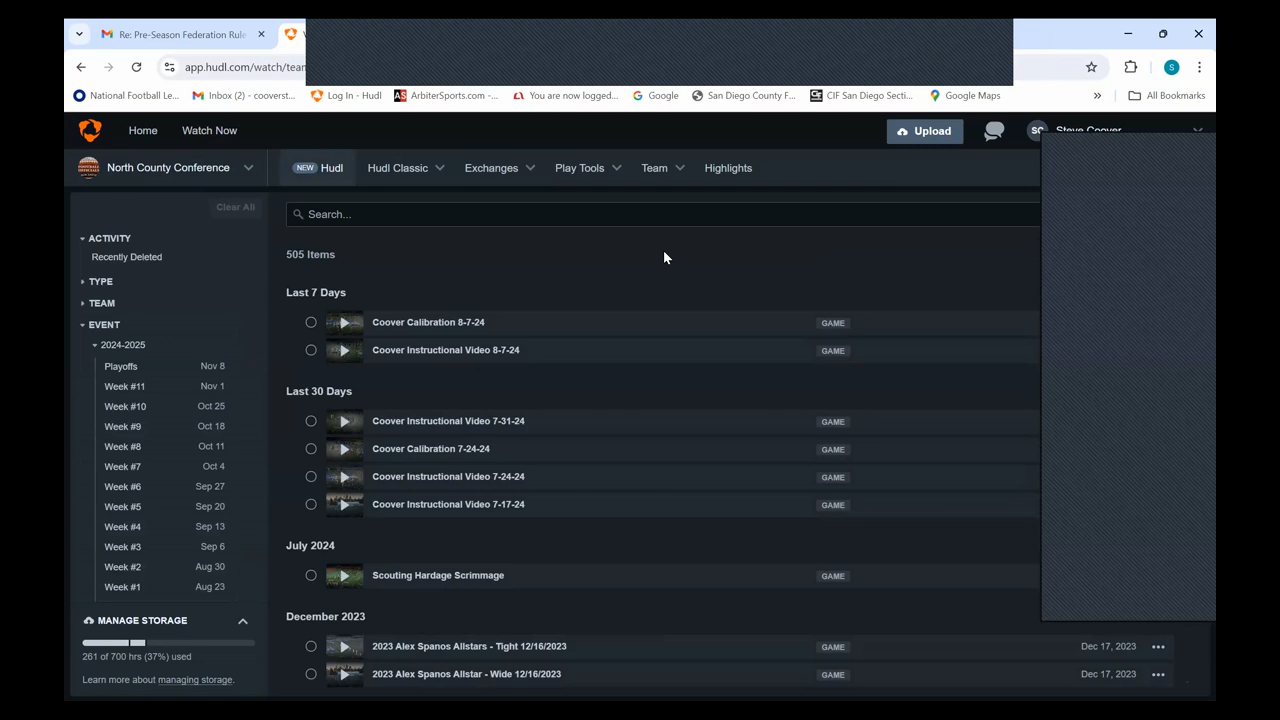 Re: Pre-Season Federation Rule
app.hudl.com/watch/tean
S
National Football Le...
Inbox (2) - cooverst...
Log In - Hudl
ArbiterSports.com -...
You are now logged...
Google
San Diego County F...
CIF San Diego Secti...
Google Maps
»
All Bookmarks
Home
Watch Now
Upload
SC
Steve Coover
North County Conference
NEW Hudl
Hudl Classic
Exchanges
Play Tools
Team
Highlights
Clear All
ACTIVITY
Recently Deleted
TYPE
TEAM
EVENT
2024-2025
Playoffs Nov 8
Week #11 Nov 1
Week #10 Oct 25
Week #9 Oct 18
Week #8 Oct 11
Week #7 Oct 4
Week #6 Sep 27
Week #5 Sep 20
Week #4 Sep 13
Week #3 Sep 6
Week #2 Aug 30
Week #1 Aug 23
MANAGE STORAGE
261 of 700 hrs (37%) used
Learn more about managing storage.
Search...
505 Items
Last 7 Days
Coover Calibration 8-7-24 GAME
Coover Instructional Video 8-7-24 GAME
Last 30 Days
Coover Instructional Video 7-31-24 GAME
Coover Calibration 7-24-24 GAME
Coover Instructional Video 7-24-24 GAME
Coover Instructional Video 7-17-24 GAME
July 2024
Scouting Hardage Scrimmage GAME
December 2023
2023 Alex Spanos Allstars - Tight 12/16/2023 GAME Dec 17, 2023
2023 Alex Spanos Allstar - Wide 12/16/2023 GAME Dec 17, 2023